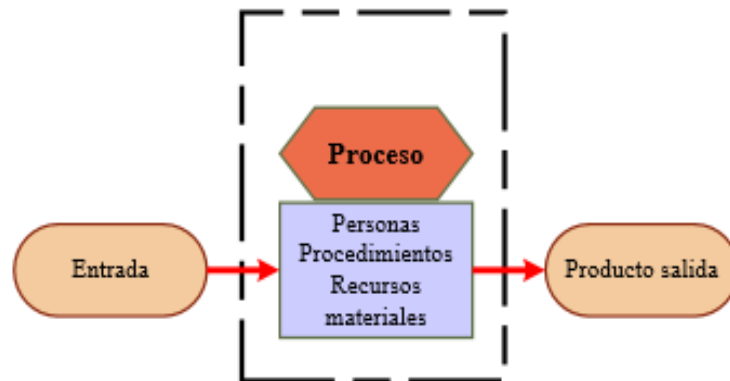 Proceso
Entrada
Personas
Procedimientos
Recursos
materiales
Producto salida